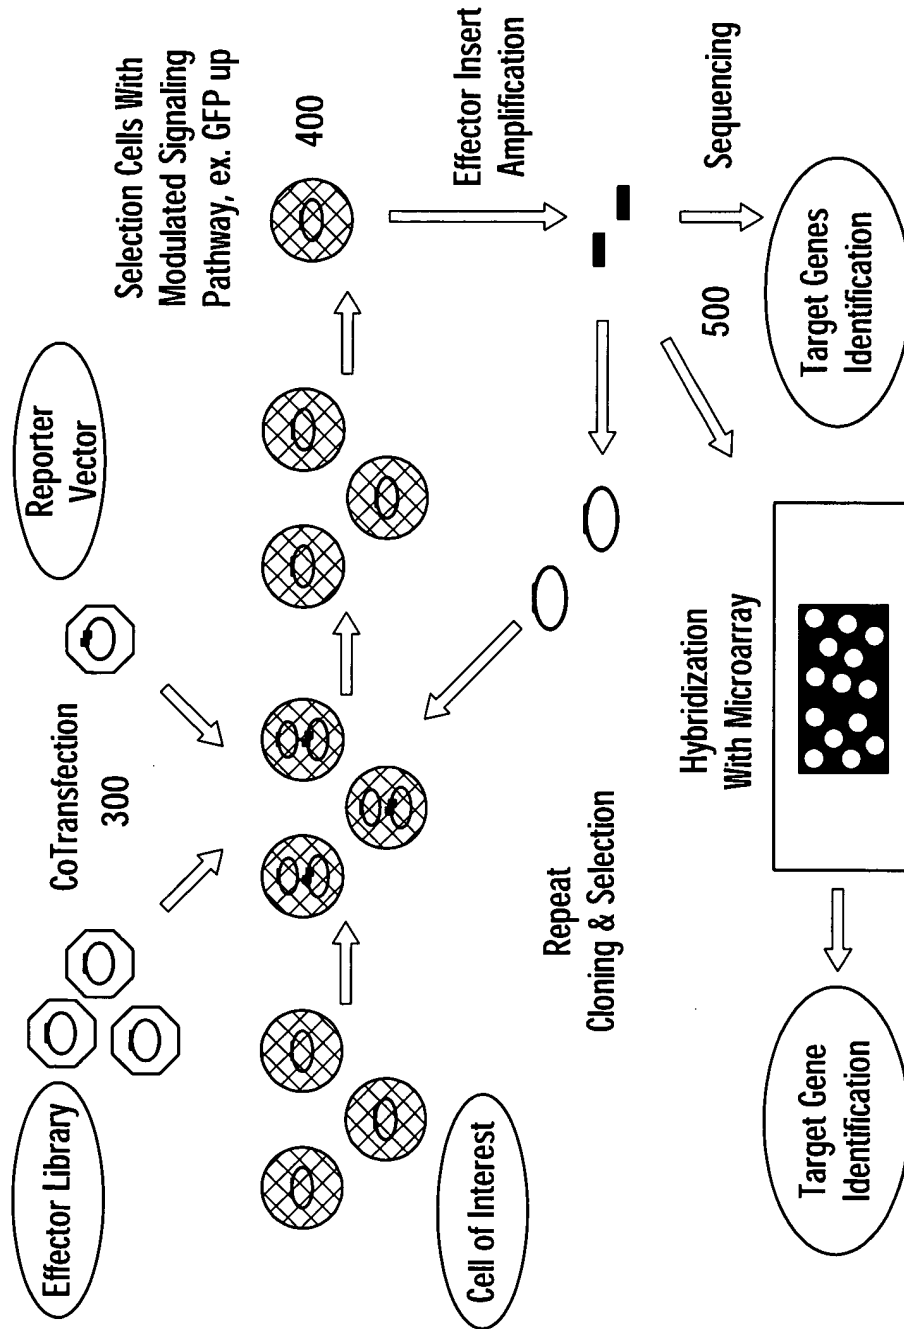 Effector Library
CoTransfection
300
Reporter
Vector
Selection Cells With
Modulated Signaling
Pathway, ex. GFP up
400
Cell of Interest
Effector Insert
Amplification
Repeat
Cloning & Selection
500
Sequencing
Hybridization
With Microarray
Target Gene
Identification
Target Genes
Identification